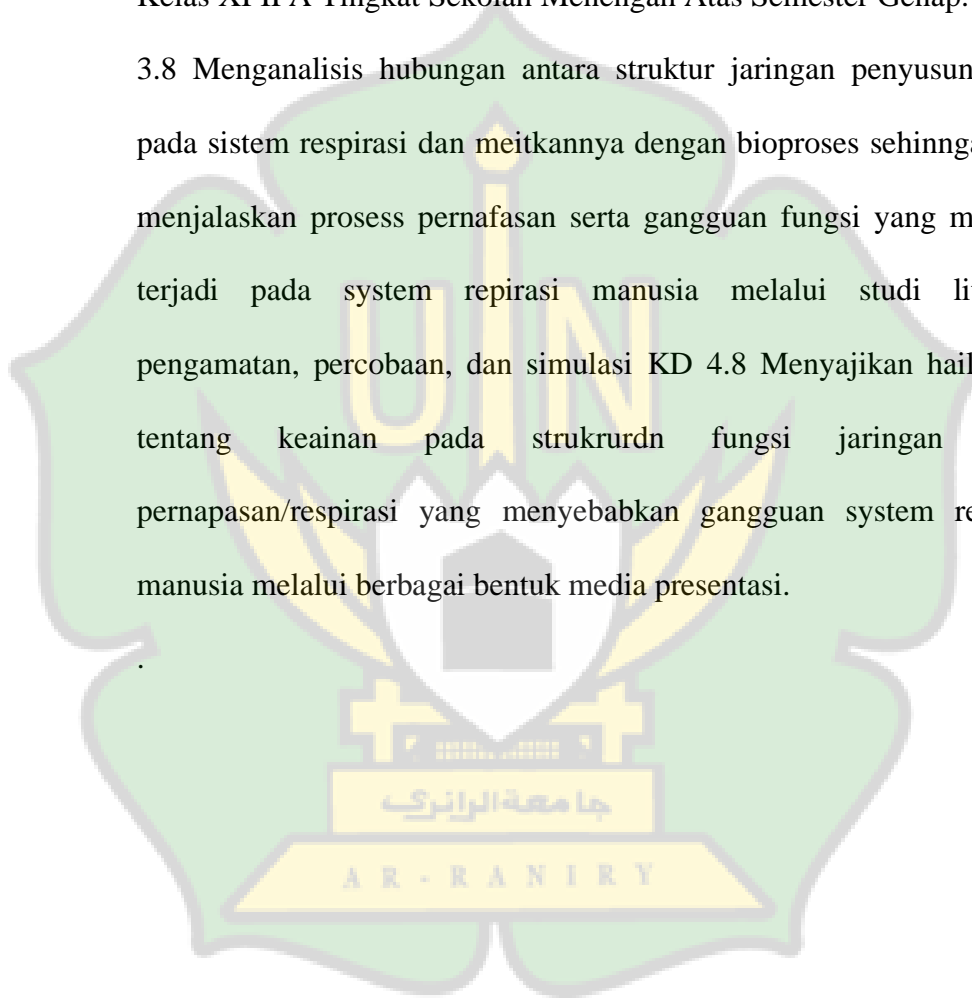 Kelas XI IPA Tingkat Sekolah Menengah Atas Semester Genap.
3.8 Menganalisis hubungan antara struktur jaringan penyusun
pada sistem respirasi dan meitkannya dengan bioproses sehinnga
menjalaskan prosess pernafasan serta gangguan fungsi yang m
terjadi pada system repirasi manusia melalui studi li
pengamatan, percobaan, dan simulasi KD 4.8 Menyajikan hail
tentang keainan pada strukrurdn fungsi jaringan
pernapasan/respirasi yang menyebabkan gangguan system re
manusia melalui berbagai bentuk media presentasi.
.
UIN
جامعةالرانري
AR-RANIRY